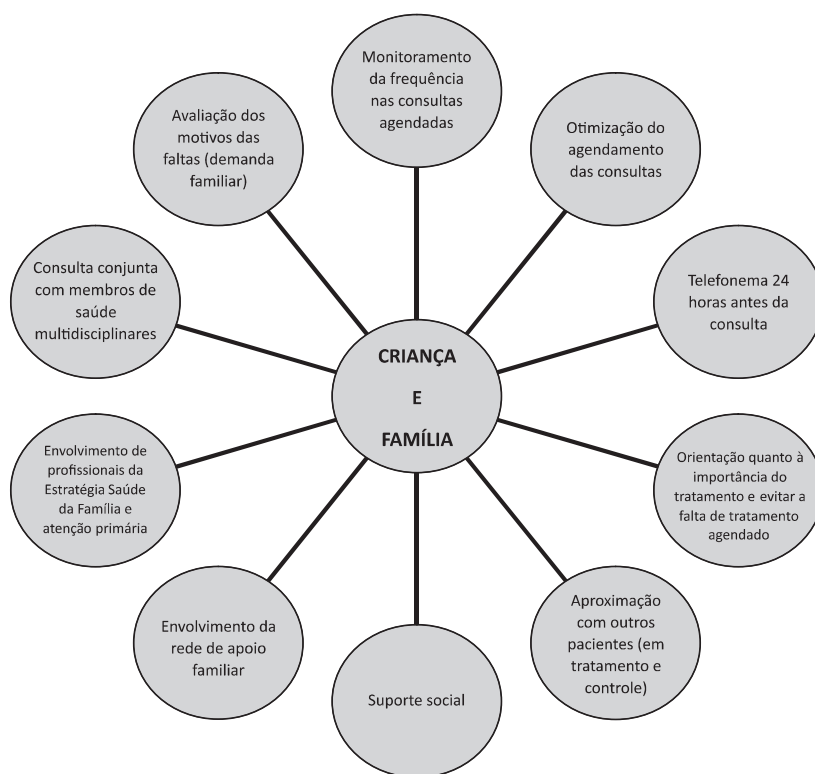 Monitoramento
da frequência
nas consultas
agendadas
Otimização do
agendamento
das consultas
Telefonema 24
horas antes da
consulta
Orientação quanto à
importância do
tratamento e evitar a
falta de tratamento
agendado
Aproximação
com outros
pacientes (em
tratamento e
controle)
Suporte social
Envolvimento da
rede de apoio
familiar
Envolvimento de
profissionais da
Estratégia Saúde
da Família e
atenção primária
Consulta conjunta
com membros de
saúde
multidisciplinares
Avaliação dos
motivos das
faltas (demanda
familiar)
CRIANÇA
E
FAMÍLIA